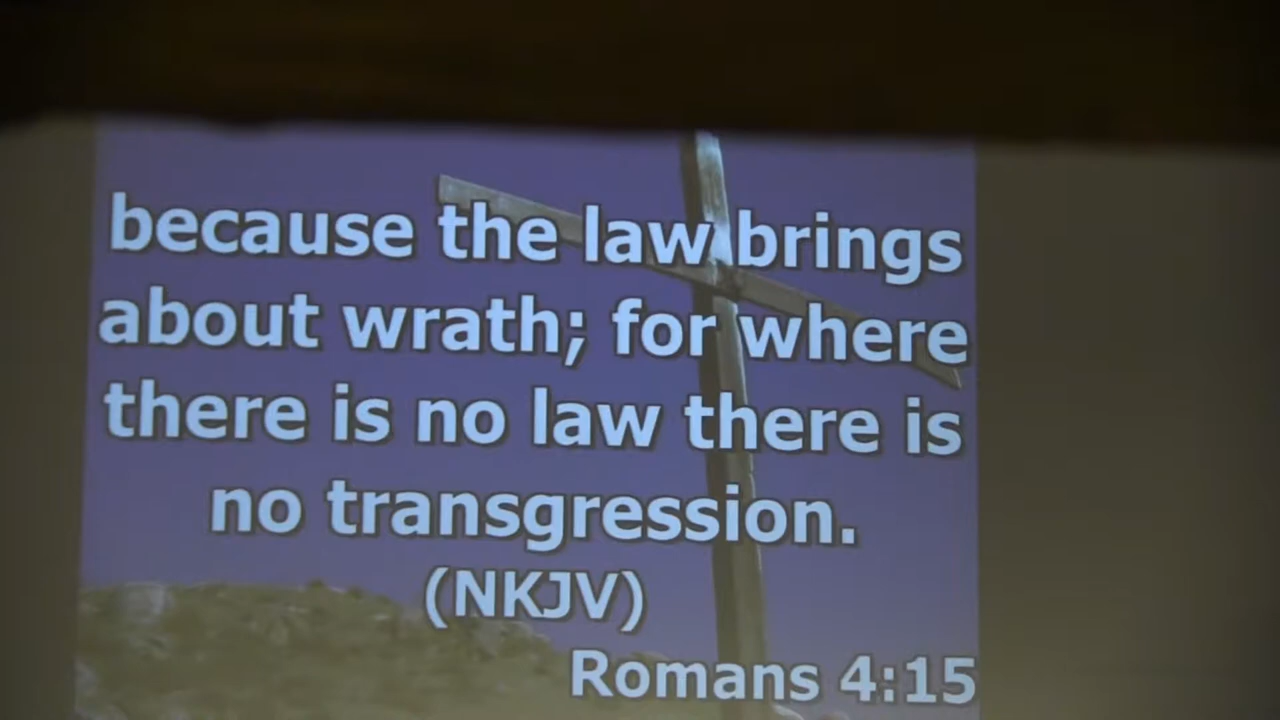 because the law brings
about wrath; for where
there is no law there is
no transgression.
(NKJV)
Romans 4:15